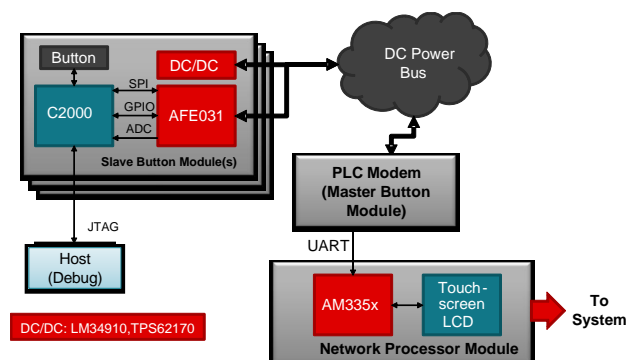 Button
DC/DC
SPI
C2000
GPIO
AFE031
ADC
Slave Button Module(s)
DC Power
Bus
PLC Modem
(Master Button
Module)
JTAG
UART
Host
(Debug)
AM335x
Touch-
screen
LCD
To
System
DC/DC: LM34910,TPS62170
Network Processor Module